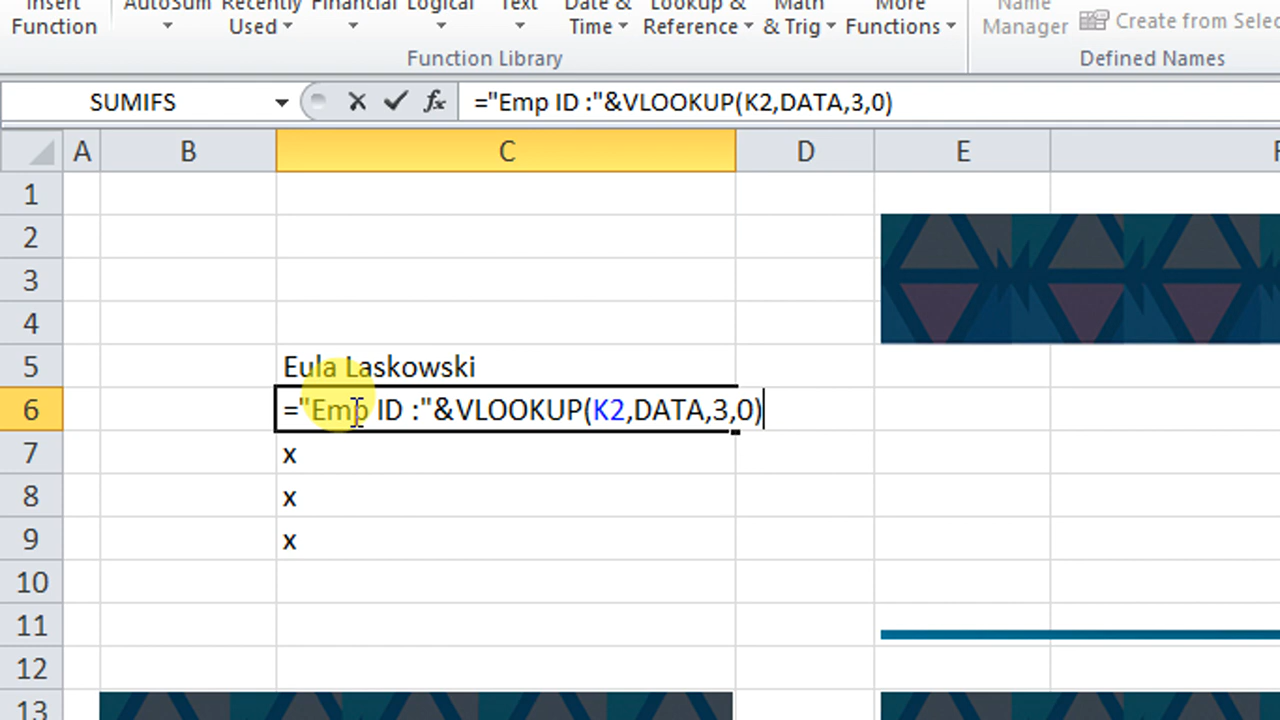 Insert AutoSum Recently Financial Logical Text Date & Lookup & Math More Name
Function Used Time Reference & Trig Functions Manager Create from Selec
Function Library Defined Names
SUMIFS fx ="Emp ID :"&VLOOKUP(K2,DATA,3,0)
A B C D E
1
2
3
4
5 Eula Laskowski
6 ="Emp ID :"&VLOOKUP(K2,DATA,3,0)
7 x
8 x
9 x
10
11
12
13